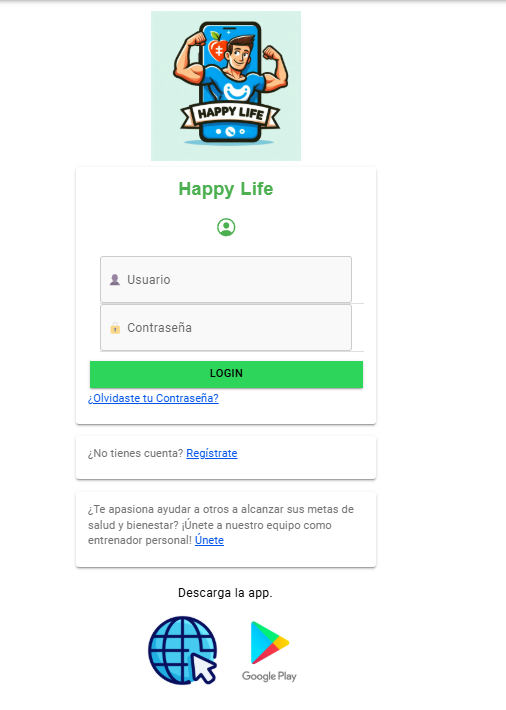 HAPPY LIFE
Happy Life
Usuario
Contraseña
LOGIN
¿Olvidaste tu Contraseña?
¿No tienes cuenta? Regístrate
¿Te apasiona ayudar a otros a alcanzar sus metas de
salud y bienestar? ¡Únete a nuestro equipo como
entrenador personal! Únete
Descarga la app.
Google Play